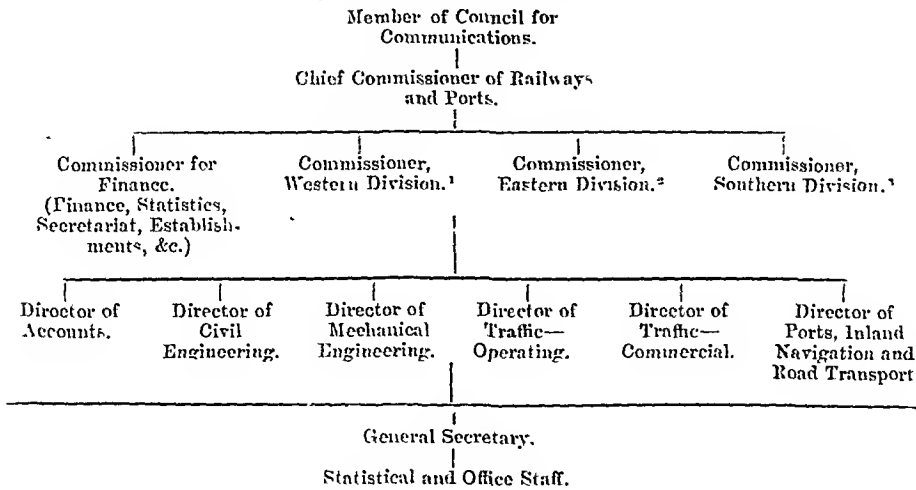 Member of Council for
Communications.
Chief Commissioner of Railways
and Ports.
Commissioner for
Finance.
(Finance, Statistics,
Secretariat, Establish-
ments, &c.)
Commissioner,
Western Division.¹
Commissioner,
Eastern Division.²
Commissioner,
Southern Division.³
Director of
Accounts.
Director of
Civil
Engineering.
Director of
Mechanical
Engineering.
Director of
Traffic—
Operating.
Director of
Traffic—
Commercial.
Director of
Ports, Inland
Navigation and
Road Transport
General Secretary.
Statistical and Office Staff.